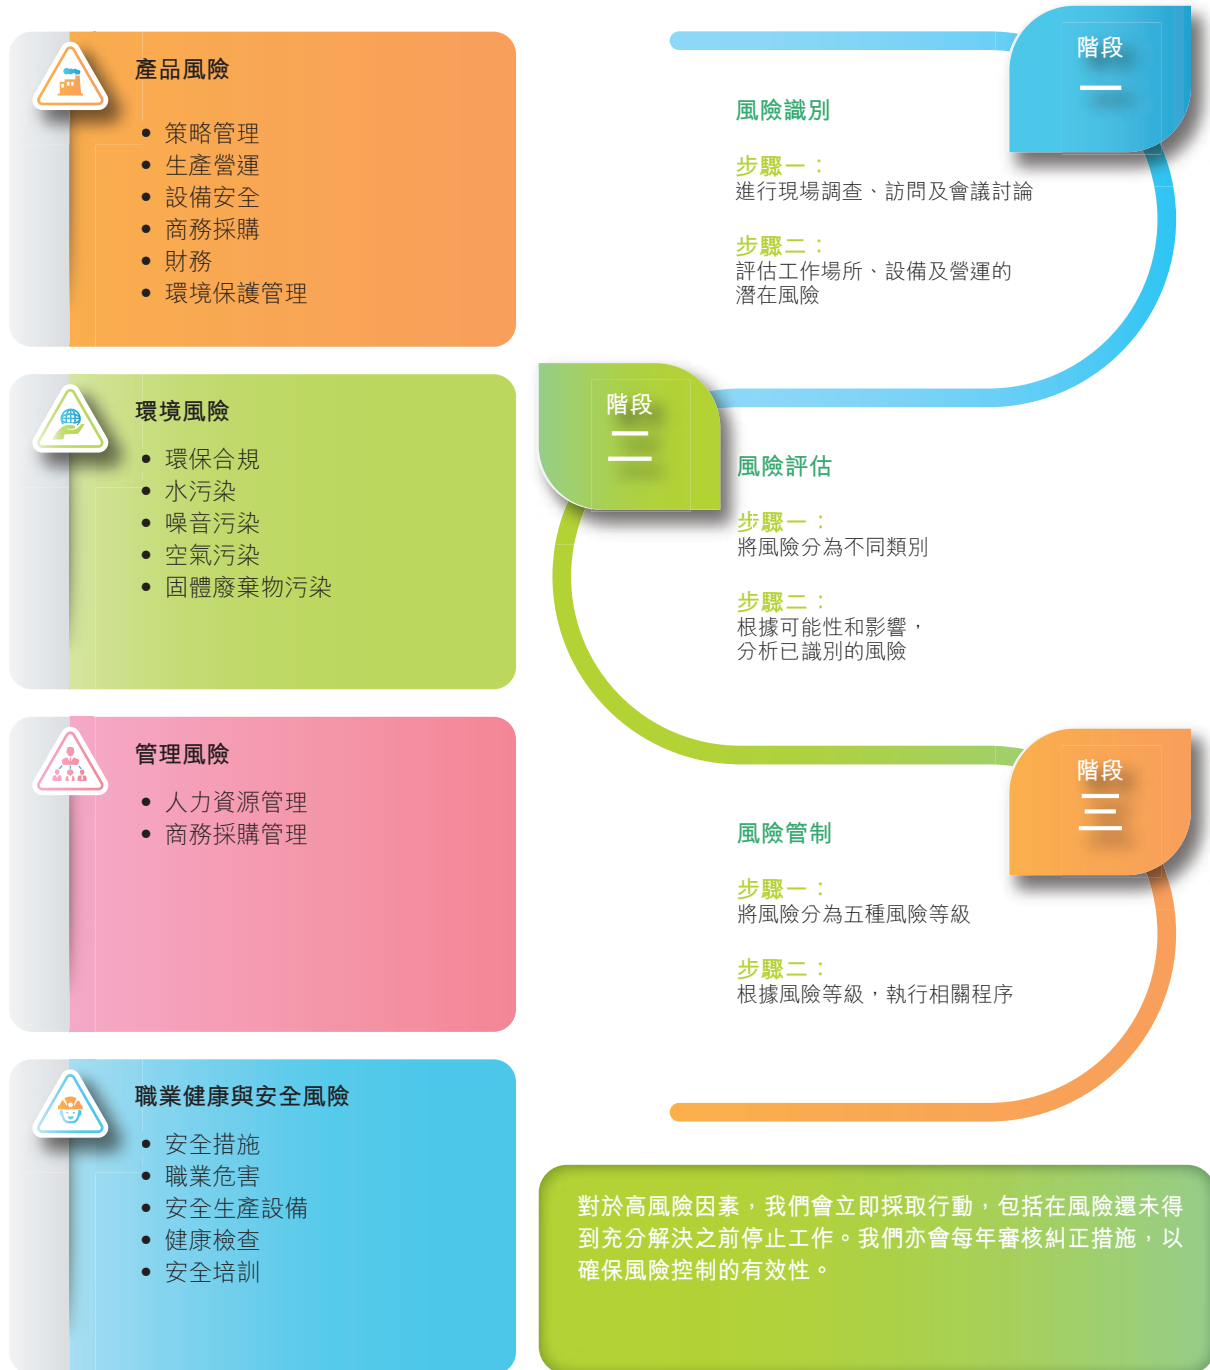 產品風險
• 策略管理
• 生產營運
• 設備安全
• 商務採購
• 財務
• 環境保護管理
環境風險
• 環保合規
• 水污染
• 噪音污染
• 空氣污染
• 固體廢棄物污染
管理風險
• 人力資源管理
• 商務採購管理
職業健康與安全風險
• 安全措施
• 職業危害
• 安全生產設備
• 健康檢查
• 安全培訓
階段
一
風險識別
步驟一：
進行現場調查、訪問及會議討論
步驟二：
評估工作場所、設備及營運的
潛在風險
階段
二
風險評估
步驟一：
將風險分為不同類別
步驟二：
根據可能性和影響，
分析已識別的風險
階段
三
風險管制
步驟一：
將風險分為五種風險等級
步驟二：
根據風險等級，執行相關程序
對於高風險因素，我們會立即採取行動，包括在風險還未得
到充分解決之前停止工作。我們亦會每年審核糾正措施，以
確保風險控制的有效性。